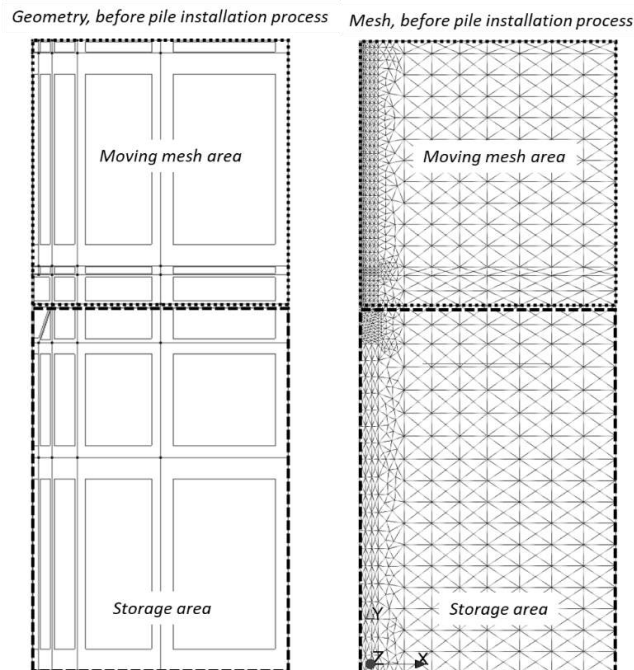 Geometry, before pile installation process
Mesh, before pile installation process
Moving mesh area
Moving mesh area
Storage area
Storage area
Y
Z
X